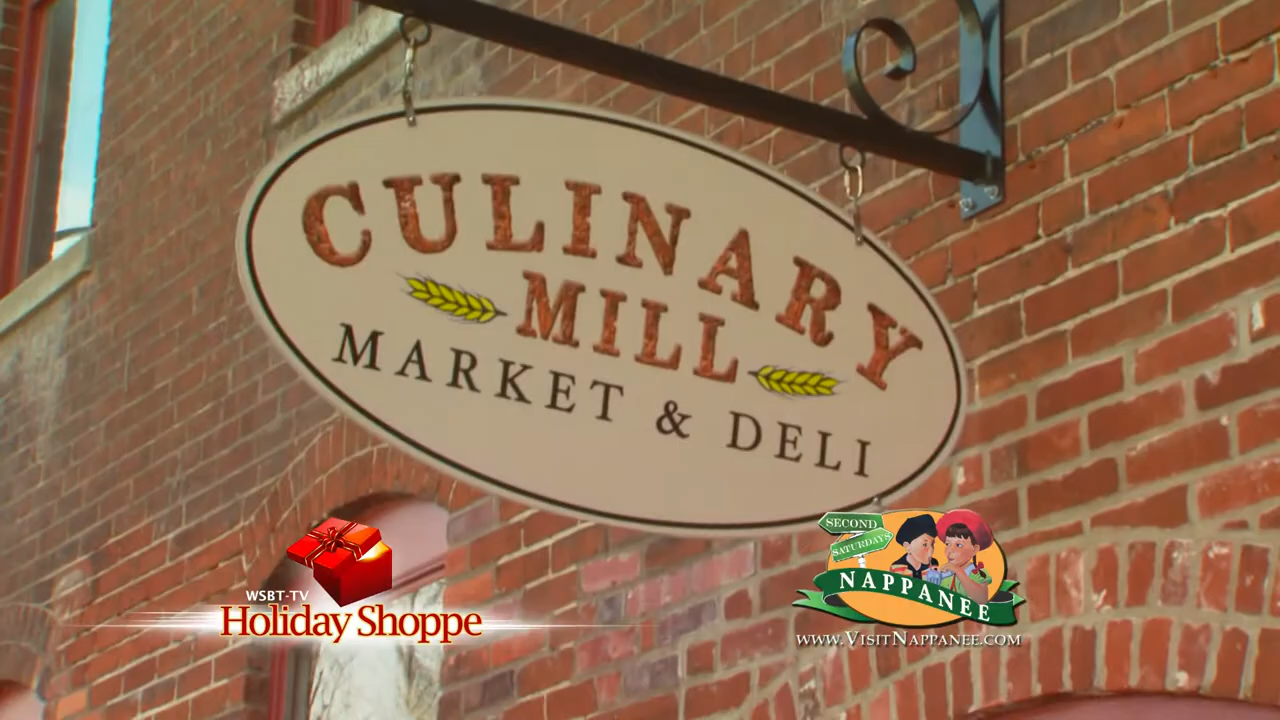 CULINARY
MILL
MARKET & DELI
SECOND
SATURDAYS
NAPPANEE
WWW.VISITNAPPANEE.COM
WSBT-TV
Holiday Shoppe